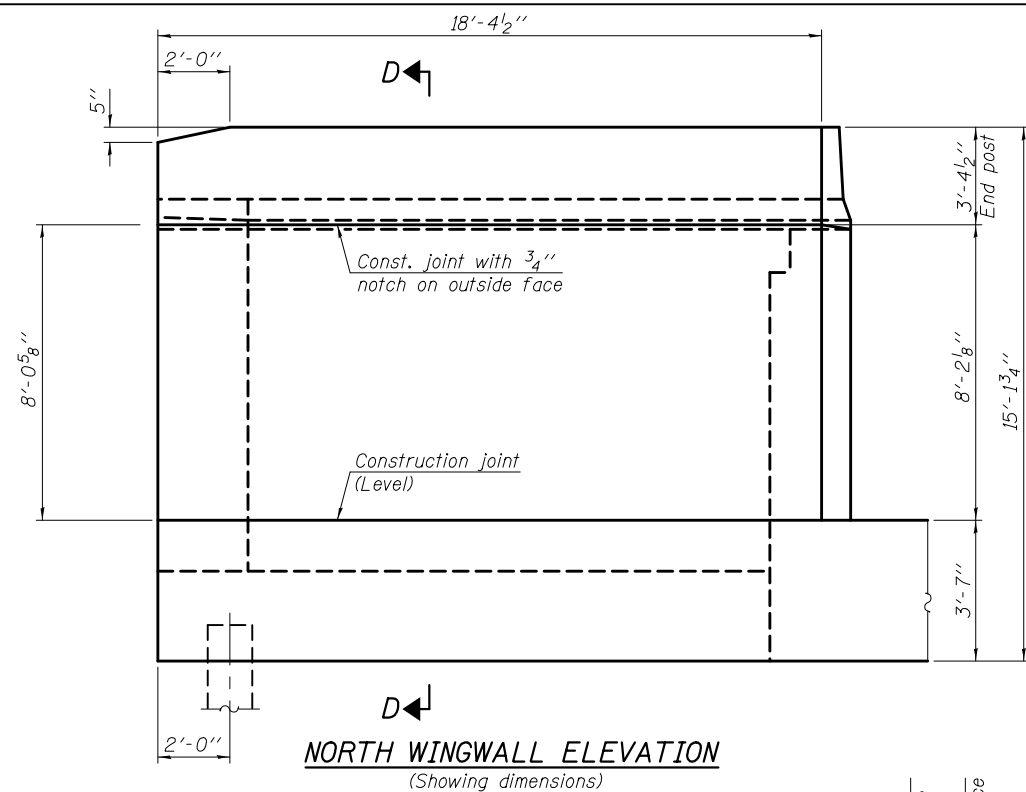 18'-4½"
2'-0"
D
5"
3'-4½"
End post
Const. joint with ¾"
notch on outside face
8'-0⅝"
8'-2⅛"
15'-1¾"
Construction joint
(Level)
3'-7"
D
2'-0"
NORTH WINGWALL ELEVATION
(Showing dimensions)